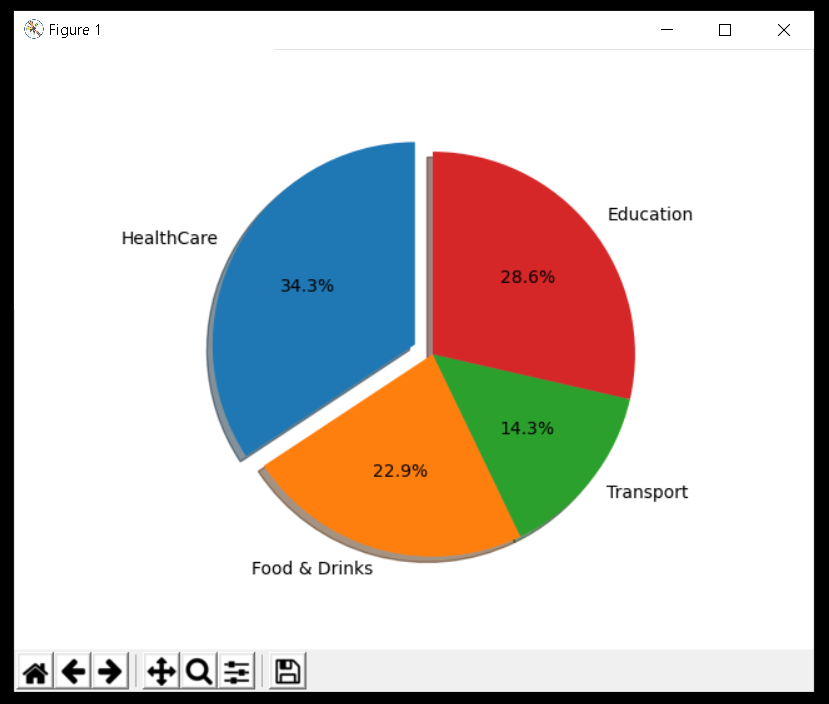 Figure 1
Education
HealthCare
28.6%
34.3%
14.3%
22.9%
Transport
Food & Drinks